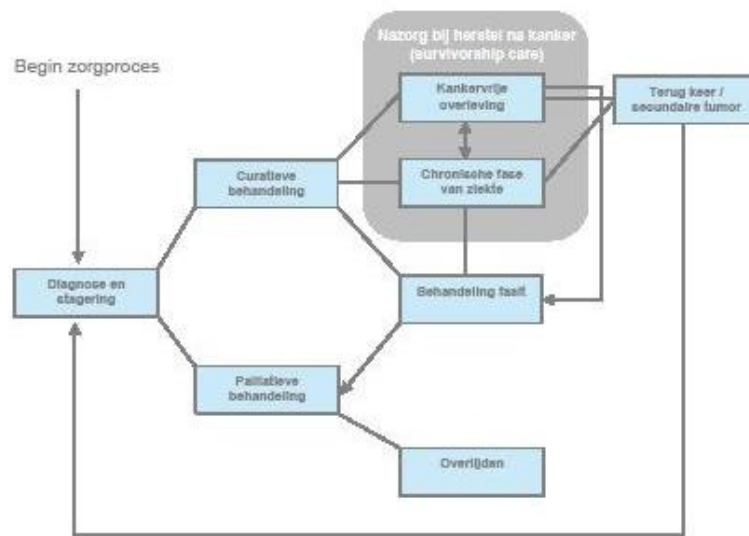 Nazorg bij herstel na kanker
(survivorship care)
Begin zorgproces
Kankervrije
overleving
Terug keer /
secundaire tumor
Curatieve
behandeling
Chronische fase
van ziekte
Diagnose en
stagering
Behandeling faalt
Palliatieve
behandeling
Overlijden